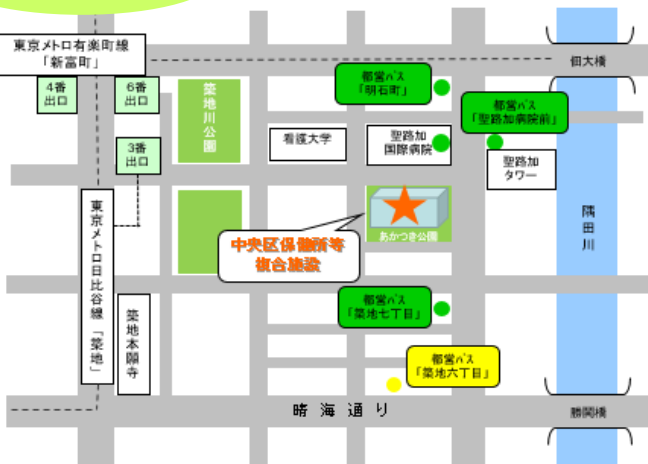 東京メトロ有楽町線
「新富町」
4番
出口
6番
出口
築地川公園
都営バス
「明石町」
佃大橋
都営バス
「聖路加病院前」
3番
出口
看護大学
聖路加
国際病院
聖路加
タワー
東京メトロ日比谷線「築地」
あかつき公園
隅田川
中央区保健所等
複合施設
築地本願寺
都営バス
「築地七丁目」
都営バス
「築地六丁目」
晴海通り
勝鬨橋